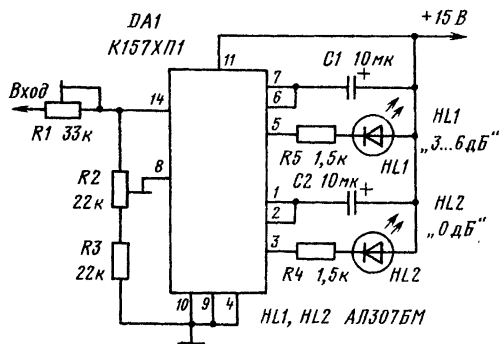 DA1
К157ХП1
+15 В
11
C1 10мк
+
7
6
Вход
14
R1 33к
5
R5 1,5к
HL1
HL1
„3...6дБ"
8
R2
22к
C2 10мк
+
1
2
HL2
„0дБ"
R3
22к
3
R4 1,5к
HL2
10
9
4
HL1, HL2 АЛ307БМ